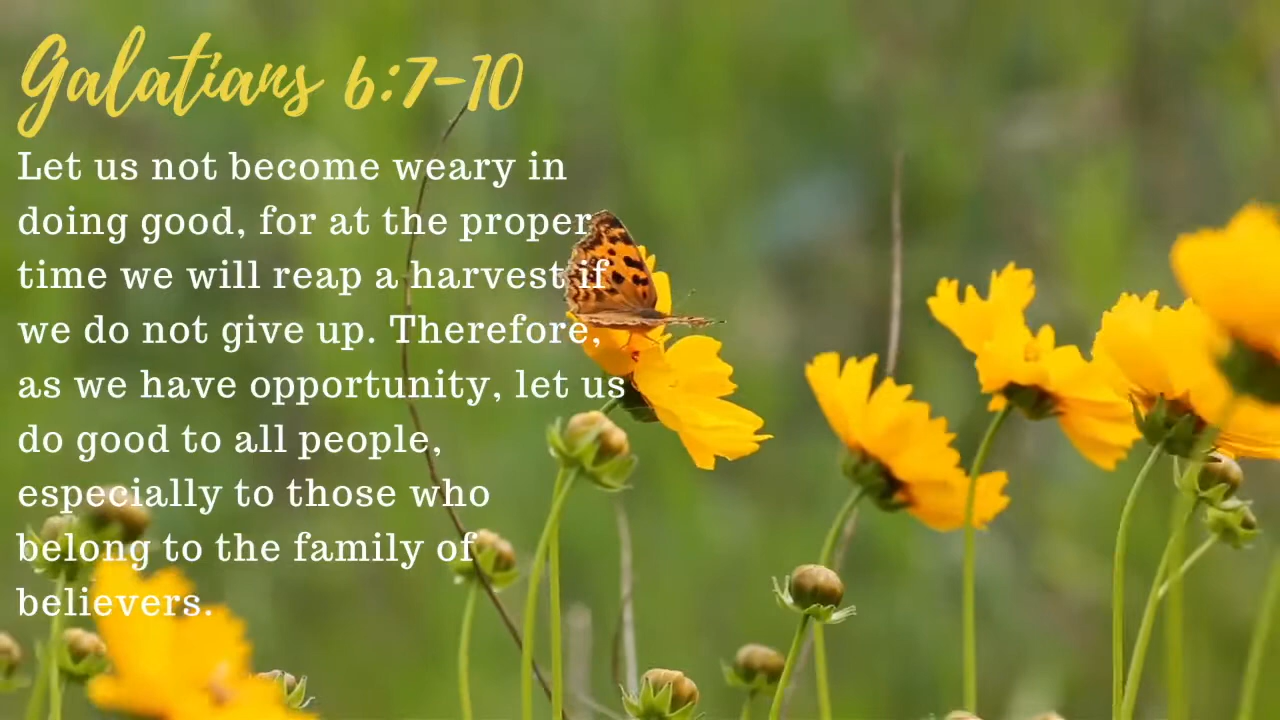 Galatians 6:7-10
Let us not become weary in
doing good, for at the proper
time we will reap a harvest if
we do not give up. Therefore,
as we have opportunity, let us
do good to all people,
especially to those who
belong to the family of
believers.